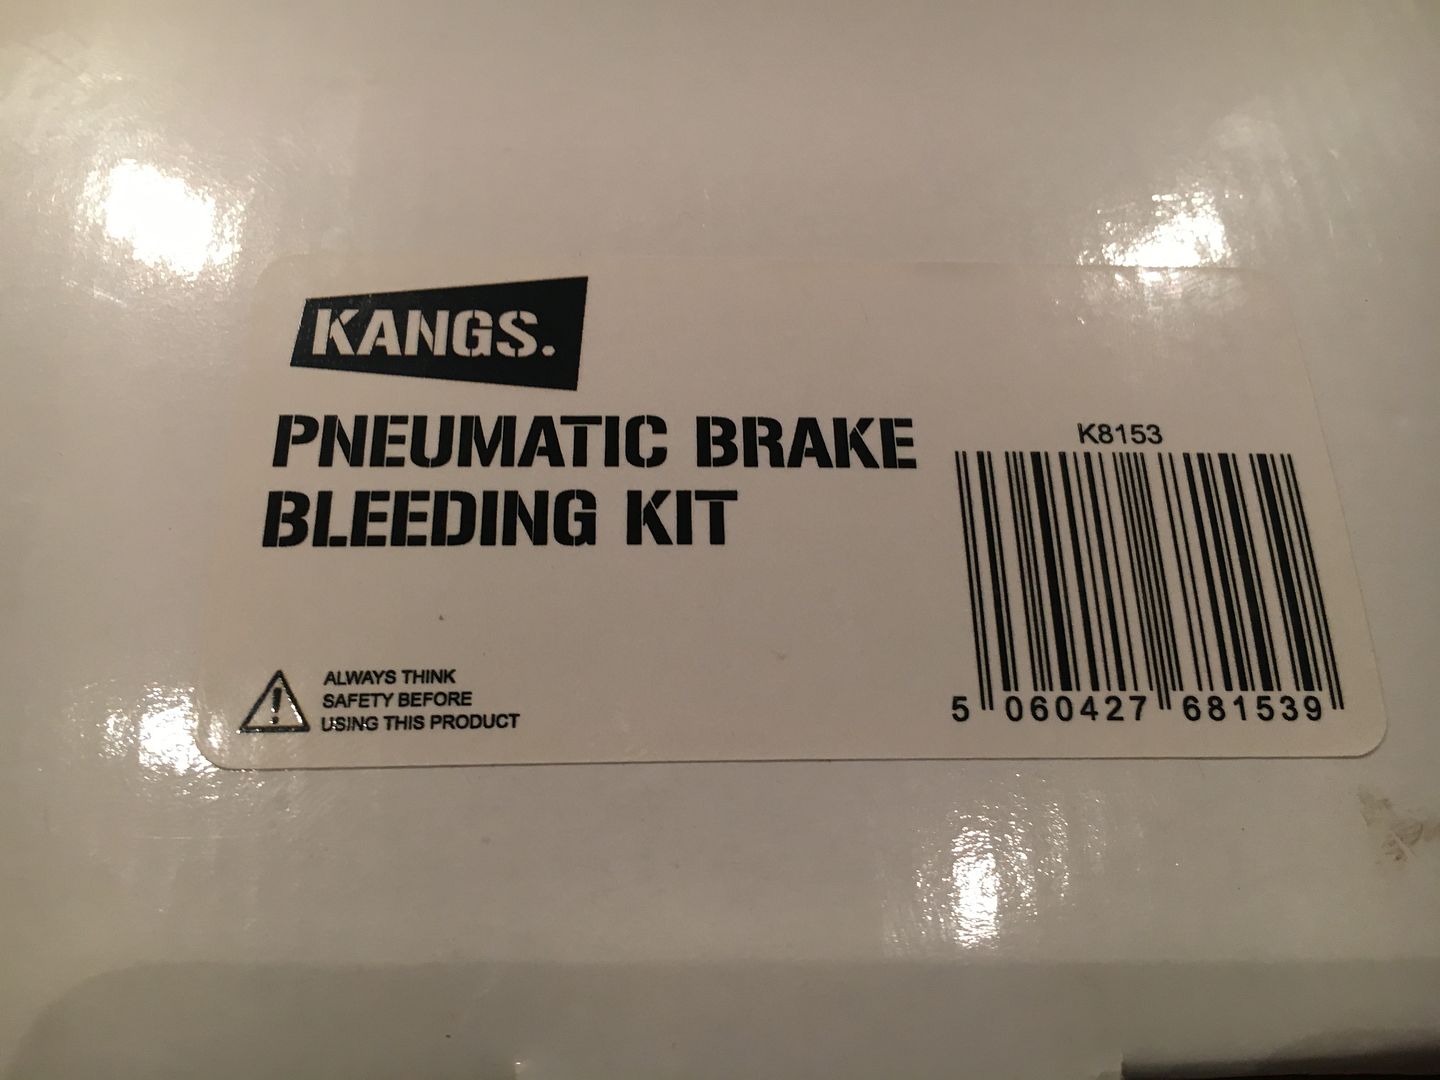 KANGS.
PNEUMATIC BRAKE
BLEEDING KIT
K8153
ALWAYS THINK
SAFETY BEFORE
USING THIS PRODUCT
5 060427 681539